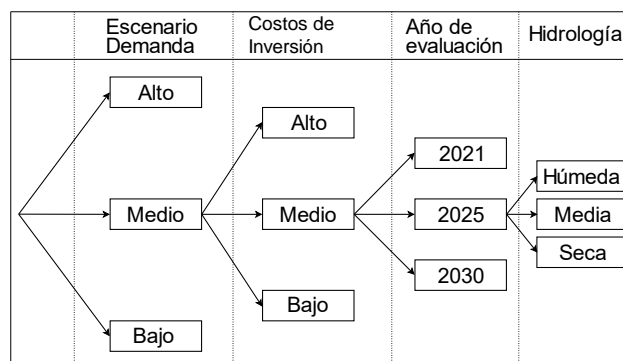 Escenario
Demanda
Costos de
Inversión
Año de
evaluación
Hidrología
Alto
Medio
Bajo
Alto
Medio
Bajo
2021
2025
2030
Húmeda
Media
Seca